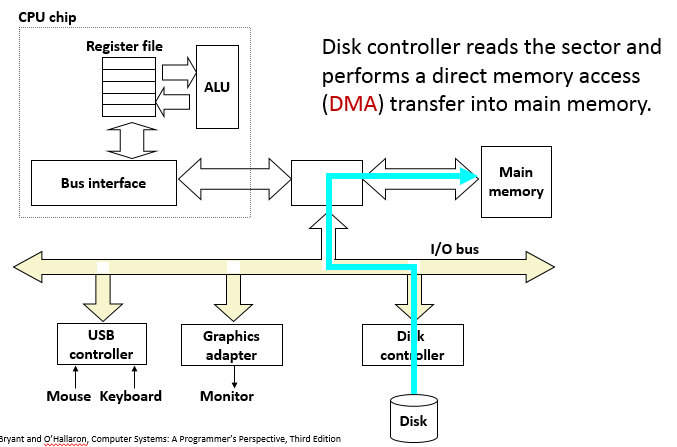 CPU chip
Register file
ALU
Disk controller reads the sector and
performs a direct memory access
(DMA) transfer into main memory.
Bus interface
Main
memory
I/O bus
USB
controller
Graphics
adapter
Disk
controller
Mouse Keyboard
Monitor
Disk
Bryant and O'Hallaron, Computer Systems: A Programmer's Perspective, Third Edition